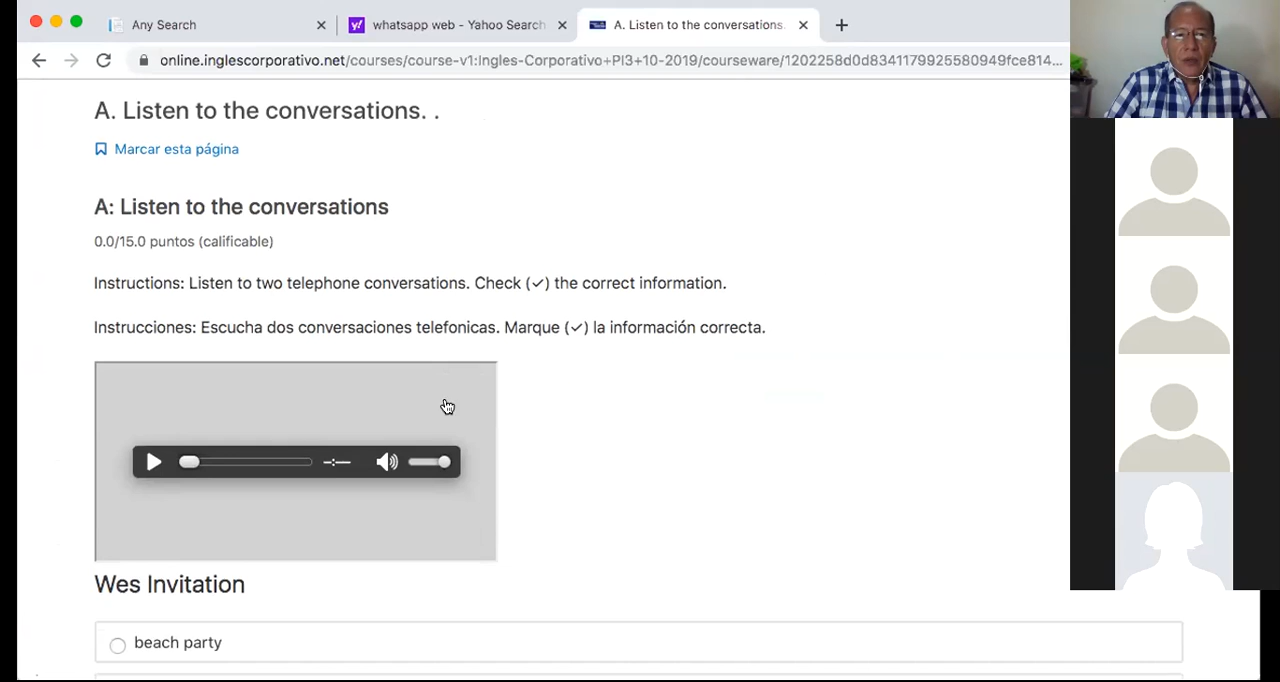 Any Search
whatsapp web - Yahoo Search
A. Listen to the conversations.
online.inglescorporativo.net/courses/course-v1:Ingles-Corporativo+PI3+10-2019/courseware/1202258d0d8341179925580949fce814...
A. Listen to the conversations. .
Marcar esta página
A: Listen to the conversations
0.0/15.0 puntos (calificable)
Instructions: Listen to two telephone conversations. Check (✓) the correct information.
Instrucciones: Escucha dos conversaciones telefonicas. Marque (✓) la información correcta.
--:--
Wes Invitation
beach party